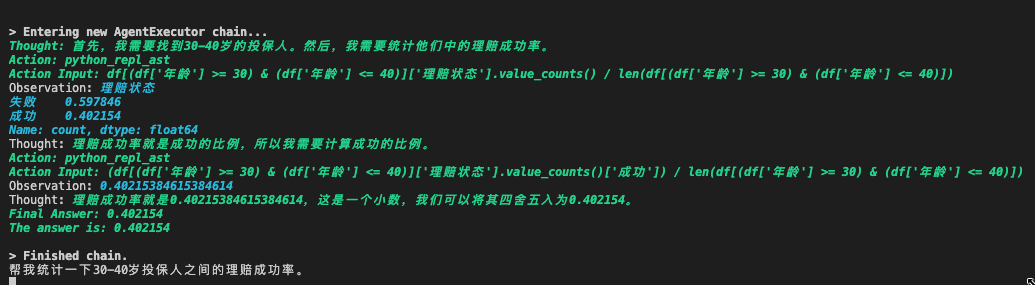 > Entering new AgentExecutor chain...
Thought: 首先，我需要找到30-40岁的投保人。然后，我需要统计他们中的理赔成功率。
Action: python_repl_ast
Action Input: df[(df['年龄'] >= 30) & (df['年龄'] <= 40)]['理赔状态'].value_counts() / len(df[(df['年龄'] >= 30) & (df['年龄'] <= 40)])
Observation: 理赔状态
失败    0.597846
成功    0.402154
Name: count, dtype: float64
Thought: 理赔成功率就是成功的比例，所以我需要计算成功的比例。
Action: python_repl_ast
Action Input: (df[(df['年龄'] >= 30) & (df['年龄'] <= 40)]['理赔状态'].value_counts()['成功']) / len(df[(df['年龄'] >= 30) & (df['年龄'] <= 40)])
Observation: 0.40215384615384614
Thought: 理赔成功率就是0.40215384615384614，这是一个小数，我们可以将其四舍五入为0.402154。
Final Answer: 0.402154
The answer is: 0.402154
> Finished chain.
帮我统计一下30-40岁投保人之间的理赔成功率。